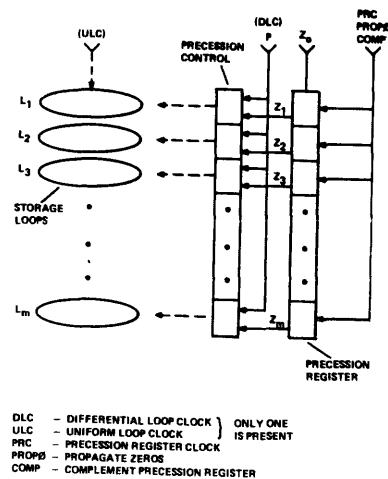 (ULC)
PRECESSION
CONTROL
(DLC)
P
Z₀
PRC
PROPØ
COMP
L₁
Z₁
L₂
Z₂
L₃
Z₃
STORAGE
LOOPS
Lₘ
Zₘ
PRECESSION
REGISTER
DLC – DIFFERENTIAL LOOP CLOCK } ONLY ONE
ULC – UNIFORM LOOP CLOCK } IS PRESENT
PRC – PRECESSION REGISTER CLOCK
PROPØ – PROPAGATE ZEROS
COMP – COMPLEMENT PRECESSION REGISTER